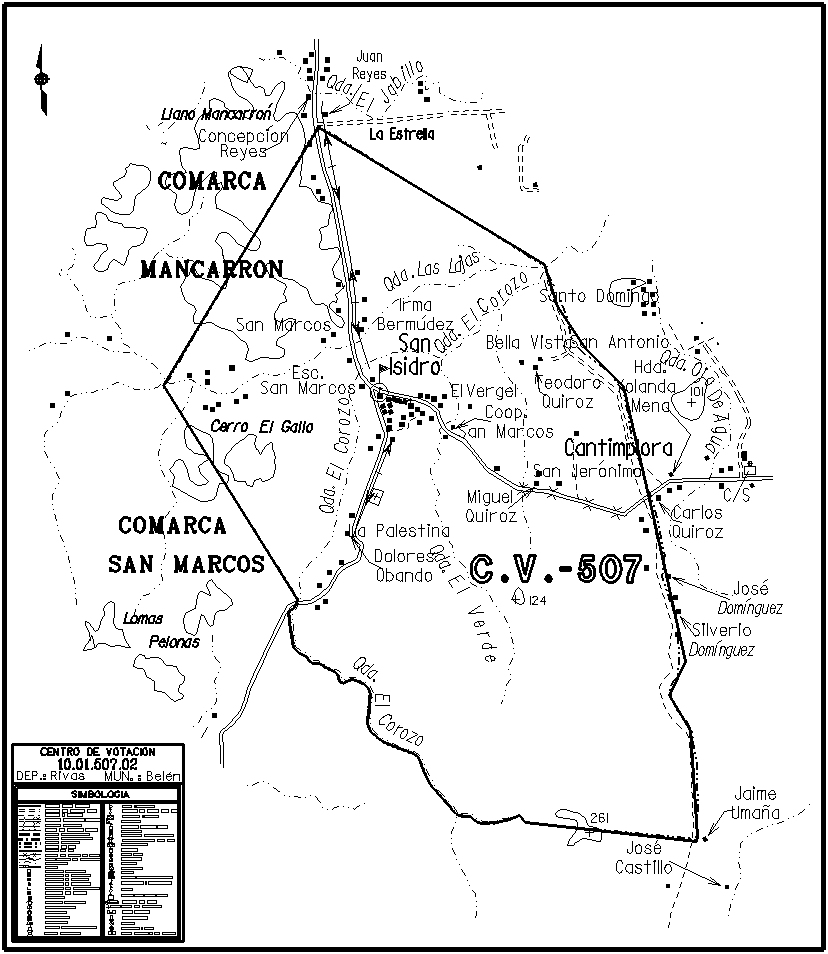 Juan
Reyes
Qda. El Jabillo
Llano Mancarrón
Concepción
Reyes
La Estrella
COMARCA
MANCARRON
Qda. Las Lajas
Qda. El Corozo
Santo Domingo
Irma
Bermúdez
San Marcos
San
Isidro
Bella Vista
San Antonio
Hda.
Yolanda
Mena
Qda. Ojo De Agua
101
Esc.
San Marcos
El Vergel
Teodoro
Quiroz
Coop.
San Marcos
Cerro El Gallo
Qda. El Corozo
Cantimplora
San Jerónimo
Miguel
Quiroz
C/S
Carlos
Quiroz
COMARCA
SAN MARCOS
La Palestina
Dolores
Obando
Qda. El Verde
C.V.-507
124
José
Domínguez
Silverio
Domínguez
Lomas
Pelonas
Qda. El Corozo
CENTRO DE VOTACION
10.01.507.02
DEP.: Rivas MUN.: Belén
SIMBOLOGIA
261
Jaime
Umaña
José
Castillo